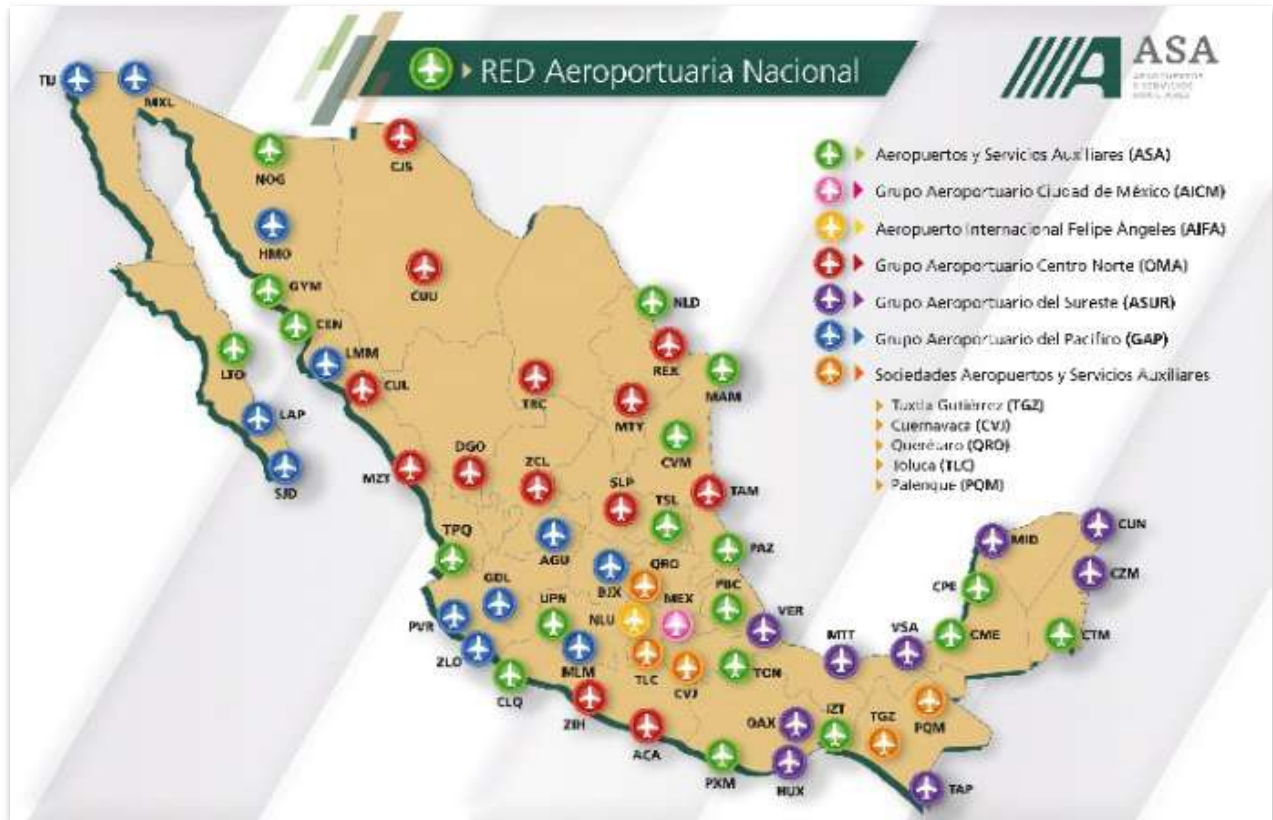 RED Aeroportuaria Nacional
ASA
AEROPUERTOS
Y SERVICIOS
AUXILIARES
Aeropuertos y Servicios Auxiliares (ASA)
Grupo Aeroportuario Ciudad de México (AICM)
Aeropuerto Internacional Felipe Ángeles (AIFA)
Grupo Aeroportuario Centro Norte (OMA)
Grupo Aeroportuario del Sureste (ASUR)
Grupo Aeroportuario del Pacífico (GAP)
Sociedades Aeropuertos y Servicios Auxiliares
Tuxtla Gutiérrez (TGZ)
Cuernavaca (CVJ)
Querétaro (QRO)
Toluca (TLC)
Palenque (PQM)
TIJ
MXL
NOG
CJS
HMO
CUU
GYM
CEN
NLD
LTO
LMM
CUL
TRC
REX
MAM
MTY
LAP
CVM
SJD
MZT
DGO
ZCL
SLP
TAM
TSL
TPQ
AGU
PAZ
MID
CUN
CZM
GDL
BJX
QRO
PBC
CPE
UPN
NLU
MEX
VER
PVR
MTT
VSA
CME
CTM
ZLO
MLM
TLC
CVJ
TCN
CLQ
ZIH
ACA
OAX
IZT
TGZ
PQM
PXM
HUX
TAP